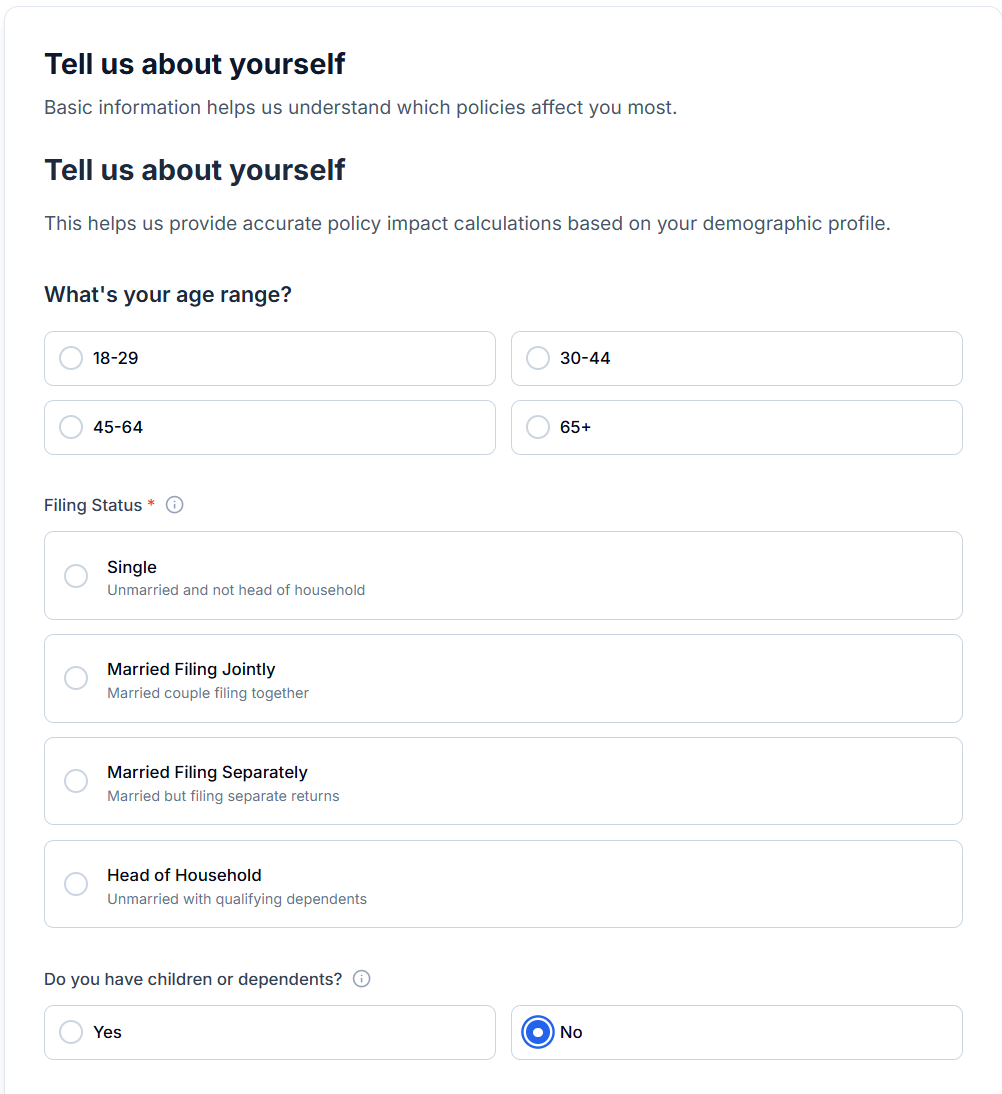 Tell us about yourself
Basic information helps us understand which policies affect you most.
Tell us about yourself
This helps us provide accurate policy impact calculations based on your demographic profile.
What's your age range?
18-29
30-44
45-64
65+
Filing Status *
Single
Unmarried and not head of household
Married Filing Jointly
Married couple filing together
Married Filing Separately
Married but filing separate returns
Head of Household
Unmarried with qualifying dependents
Do you have children or dependents?
Yes
No